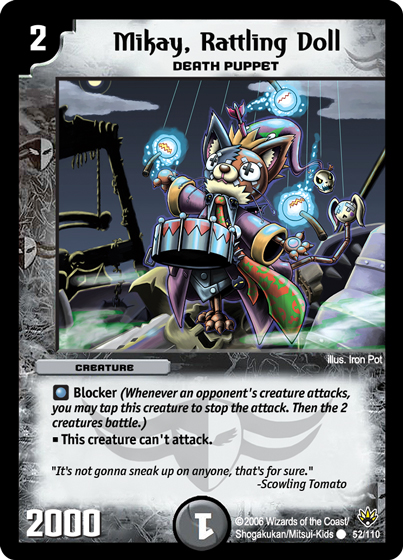 2
Mikay, Rattling Doll
DEATH PUPPET
illus. Iron Pot
CREATURE
Blocker (Whenever an opponent's creature attacks,
you may tap this creature to stop the attack. Then the 2
creatures battle.)
▪ This creature can't attack.
"It's not gonna sneak up on anyone, that's for sure."
-Scowling Tomato
2000
1
©2006 Wizards of the Coast/
Shogakukan/Mitsui-Kids ● 52/110